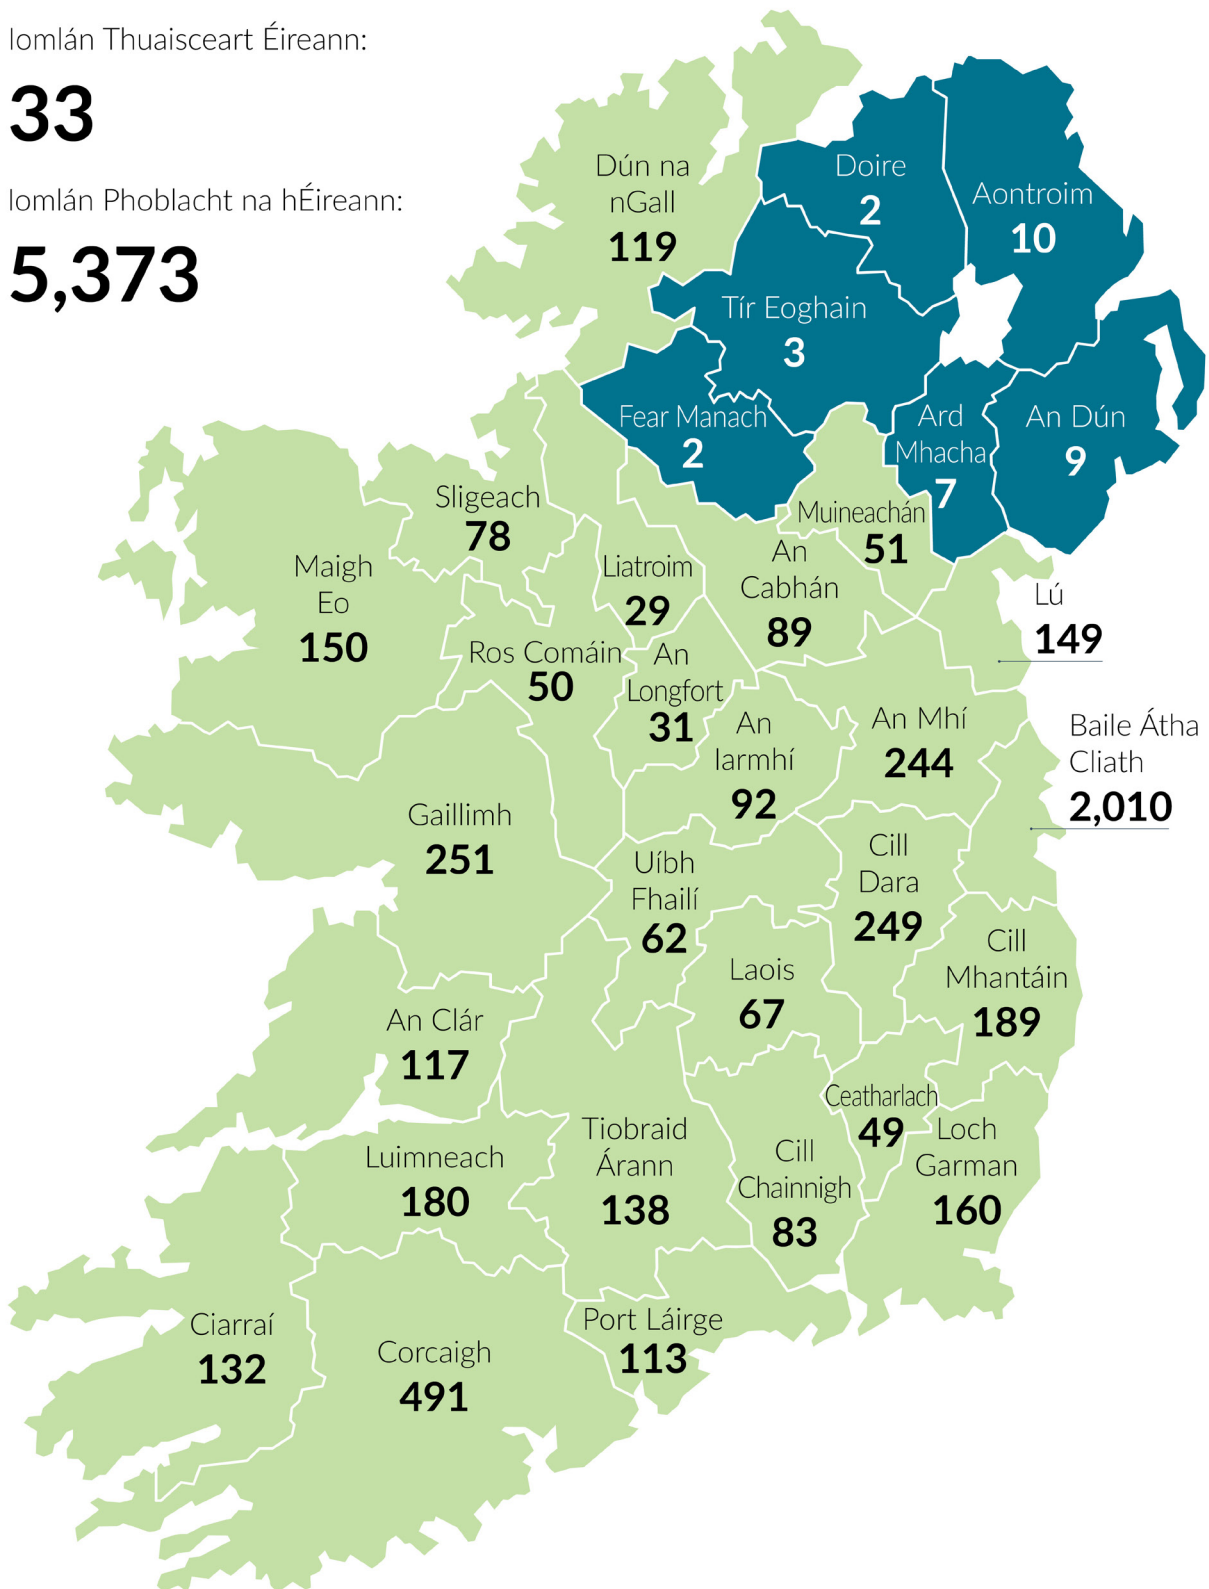 Iomlán Thuaisceart Éireann:
33
Iomlán Phoblacht na hÉireann:
5,373
Dún na
nGall
119
Doire
2
Aontroim
10
Tír Eoghain
3
Fear Manach
2
Ard
Mhacha
7
An Dún
9
Sligeach
78
Muineachán
51
Maigh
Eo
150
Liatroim
29
An
Cabhán
89
Lú
149
Ros Comáin
50
An
Longfort
31
An
Iarmhí
92
An Mhí
244
Baile Átha
Cliath
2,010
Gaillimh
251
Uíbh
Fhailí
62
Cill
Dara
249
Laois
67
Cill
Mhantáin
189
An Clár
117
Ceatharlach
49
Loch
Garman
160
Luimneach
180
Tiobraid
Árann
138
Cill
Chainnigh
83
Ciarraí
132
Corcaigh
491
Port Láirge
113